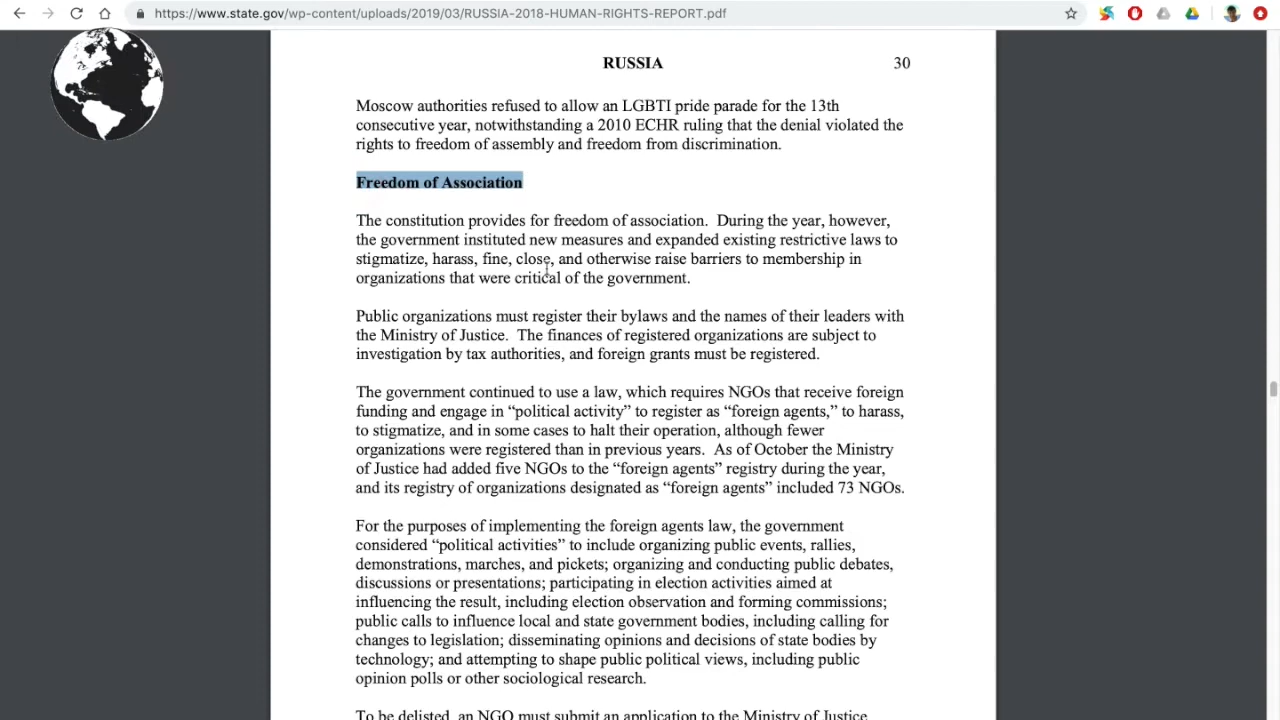 https://www.state.gov/wp-content/uploads/2019/03/RUSSIA-2018-HUMAN-RIGHTS-REPORT.pdf
RUSSIA 30
Moscow authorities refused to allow an LGBTI pride parade for the 13th
consecutive year, notwithstanding a 2010 ECHR ruling that the denial violated the
rights to freedom of assembly and freedom from discrimination.
Freedom of Association
The constitution provides for freedom of association.  During the year, however,
the government instituted new measures and expanded existing restrictive laws to
stigmatize, harass, fine, close, and otherwise raise barriers to membership in
organizations that were critical of the government.
Public organizations must register their bylaws and the names of their leaders with
the Ministry of Justice.  The finances of registered organizations are subject to
investigation by tax authorities, and foreign grants must be registered.
The government continued to use a law, which requires NGOs that receive foreign
funding and engage in “political activity” to register as “foreign agents,” to harass,
to stigmatize, and in some cases to halt their operation, although fewer
organizations were registered than in previous years.  As of October the Ministry
of Justice had added five NGOs to the “foreign agents” registry during the year,
and its registry of organizations designated as “foreign agents” included 73 NGOs.
For the purposes of implementing the foreign agents law, the government
considered “political activities” to include organizing public events, rallies,
demonstrations, marches, and pickets; organizing and conducting public debates,
discussions or presentations; participating in election activities aimed at
influencing the result, including election observation and forming commissions;
public calls to influence local and state government bodies, including calling for
changes to legislation; disseminating opinions and decisions of state bodies by
technology; and attempting to shape public political views, including public
opinion polls or other sociological research.
To be delisted, an NGO must submit an application to the Ministry of Justice